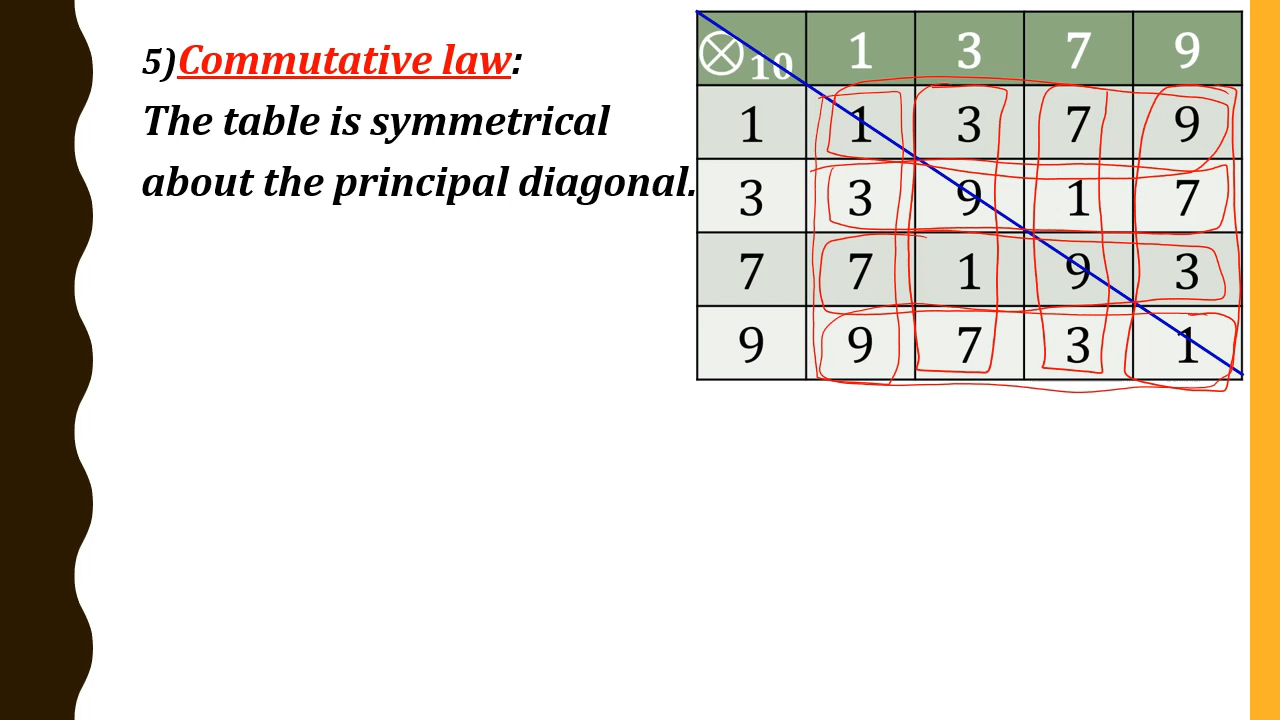 5)Commutative law:
The table is symmetrical
about the principal diagonal.
⊗10 1 3 7 9
1 1 3 7 9
3 3 9 1 7
7 7 1 9 3
9 9 7 3 1